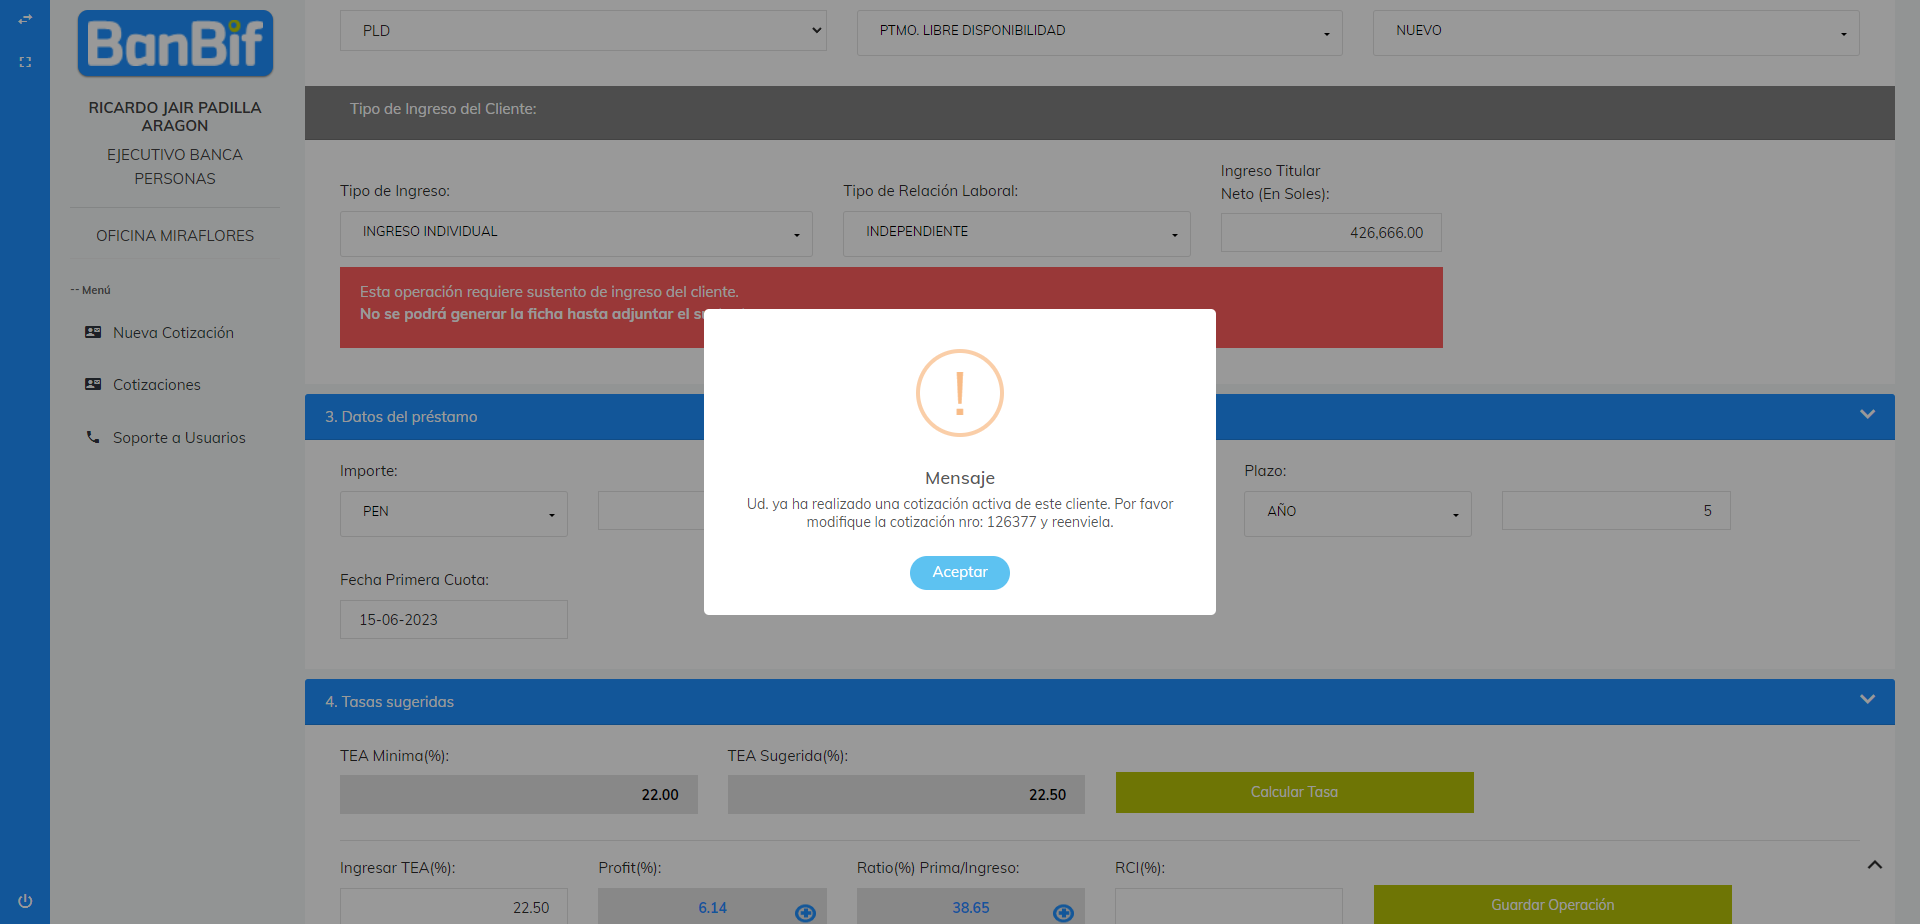 BanBif
RICARDO JAIR PADILLA
ARAGON
EJECUTIVO BANCA
PERSONAS
OFICINA MIRAFLORES
-- Menú
Nueva Cotización
Cotizaciones
Soporte a Usuarios
PLD
PTMO. LIBRE DISPONIBILIDAD
NUEVO
Tipo de Ingreso del Cliente:
Tipo de Ingreso:
Tipo de Relación Laboral:
Ingreso Titular
Neto (En Soles):
INGRESO INDIVIDUAL
INDEPENDIENTE
426,666.00
Esta operación requiere sustento de ingreso del cliente.
No se podrá generar la ficha hasta adjuntar el
3. Datos del préstamo
Importe:
Plazo:
PEN
AÑO
5
Fecha Primera Cuota:
15-06-2023
!
Mensaje
Ud. ya ha realizado una cotización activa de este cliente. Por favor
modifique la cotización nro: 126377 y reenviela.
Aceptar
4. Tasas sugeridas
TEA Minima(%):
TEA Sugerida(%):
22.00
22.50
Calcular Tasa
Ingresar TEA(%):
Profit(%):
Ratio(%) Prima/Ingreso:
RCI(%):
22.50
6.14
38.65
Guardar Operación